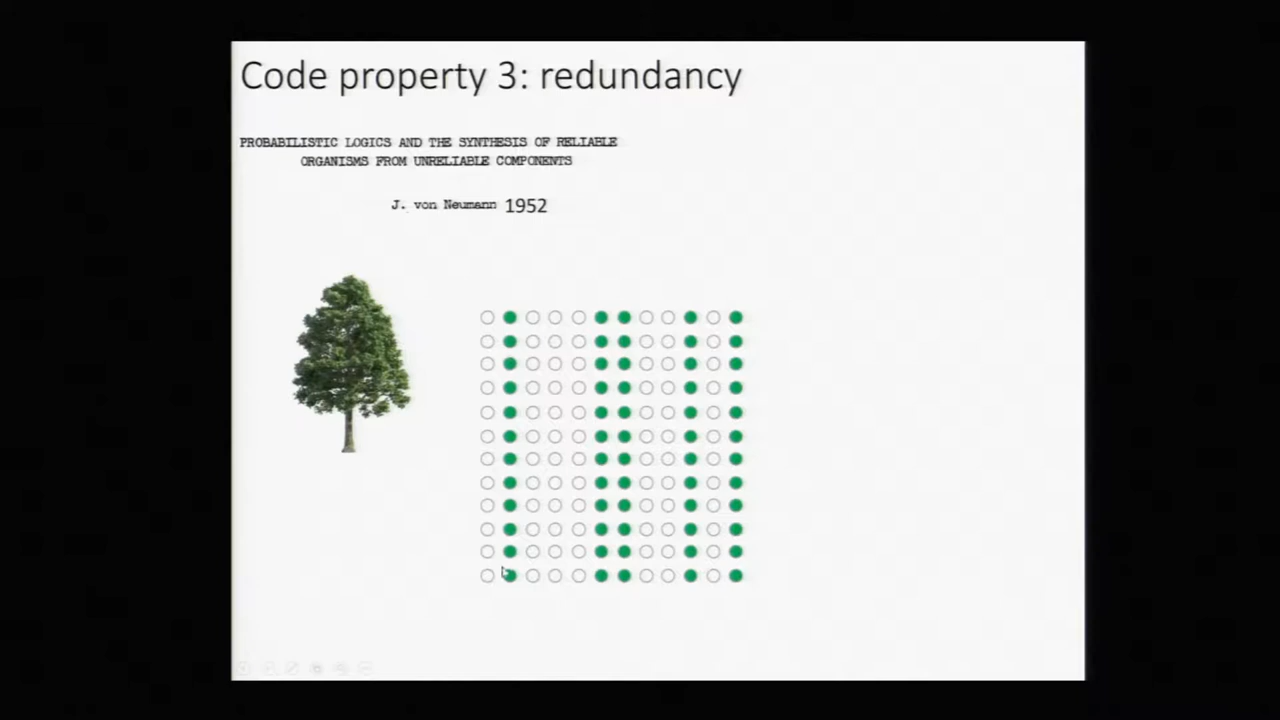 Code property 3: redundancy
PROBABILISTIC LOGICS AND THE SYNTHESIS OF RELIABLE
ORGANISMS FROM UNRELIABLE COMPONENTS
J. von Neumann 1952